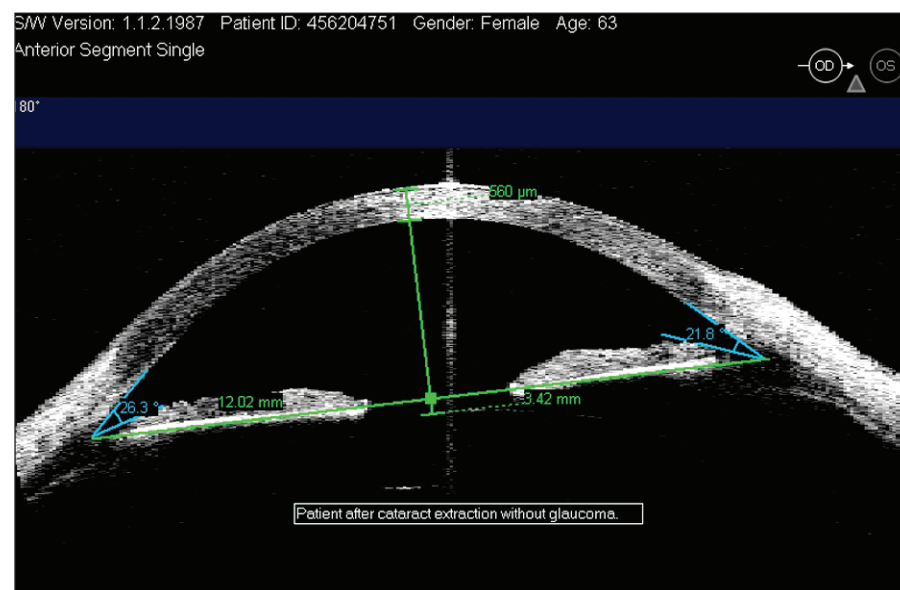 S/W Version: 1.1.2.1987 Patient ID: 456204751 Gender: Female Age: 63
Anterior Segment Single
OD OS
180°
560 µm
21.8 °
26.3 °
12.02 mm
3.42 mm
Patient after cataract extraction without glaucoma.